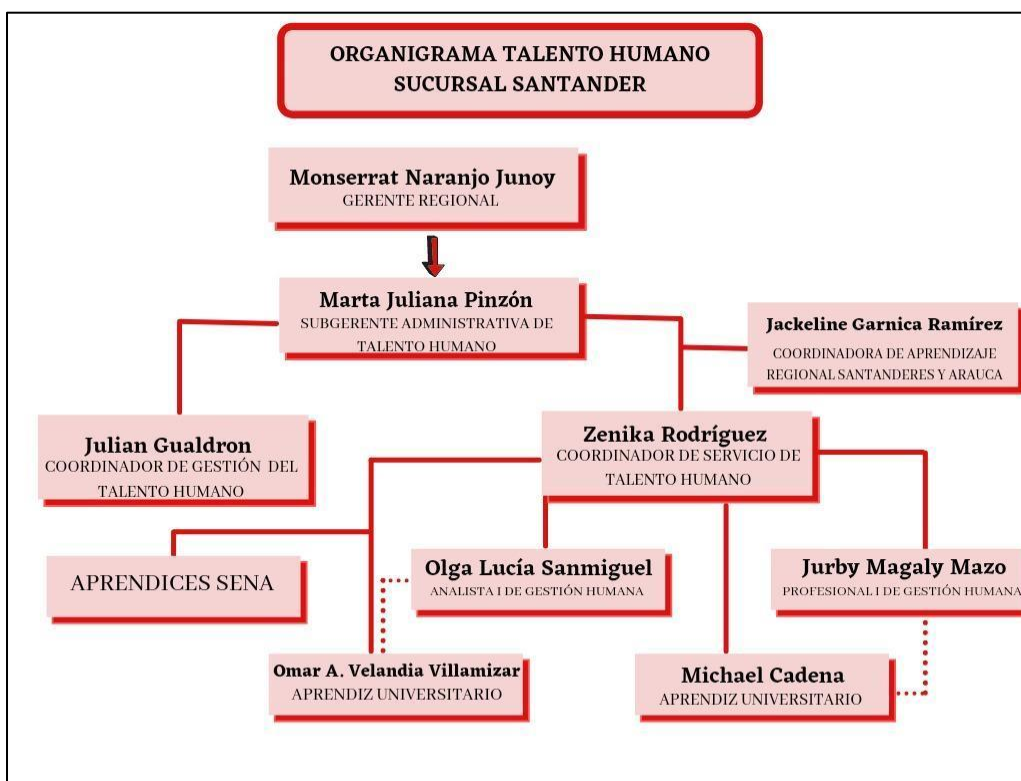 ORGANIGRAMA TALENTO HUMANO
SUCURSAL SANTANDER
Monserrat Naranjo Junoy
GERENTE REGIONAL
Marta Juliana Pinzón
SUBGERENTE ADMINISTRATIVA DE
TALENTO HUMANO
Jackeline Garnica Ramírez
COORDINADORA DE APRENDIZAJE
REGIONAL SANTANDERES Y ARAUCA
Julian Gualdron
COORDINADOR DE GESTIÓN DEL
TALENTO HUMANO
Zenika Rodríguez
COORDINADOR DE SERVICIO DE
TALENTO HUMANO
APRENDICES SENA
Olga Lucía Sanmiguel
ANALISTA I DE GESTIÓN HUMANA
Jurby Magaly Mazo
PROFESIONAL I DE GESTIÓN HUMANA
Omar A. Velandia Villamizar
APRENDIZ UNIVERSITARIO
Michael Cadena
APRENDIZ UNIVERSITARIO